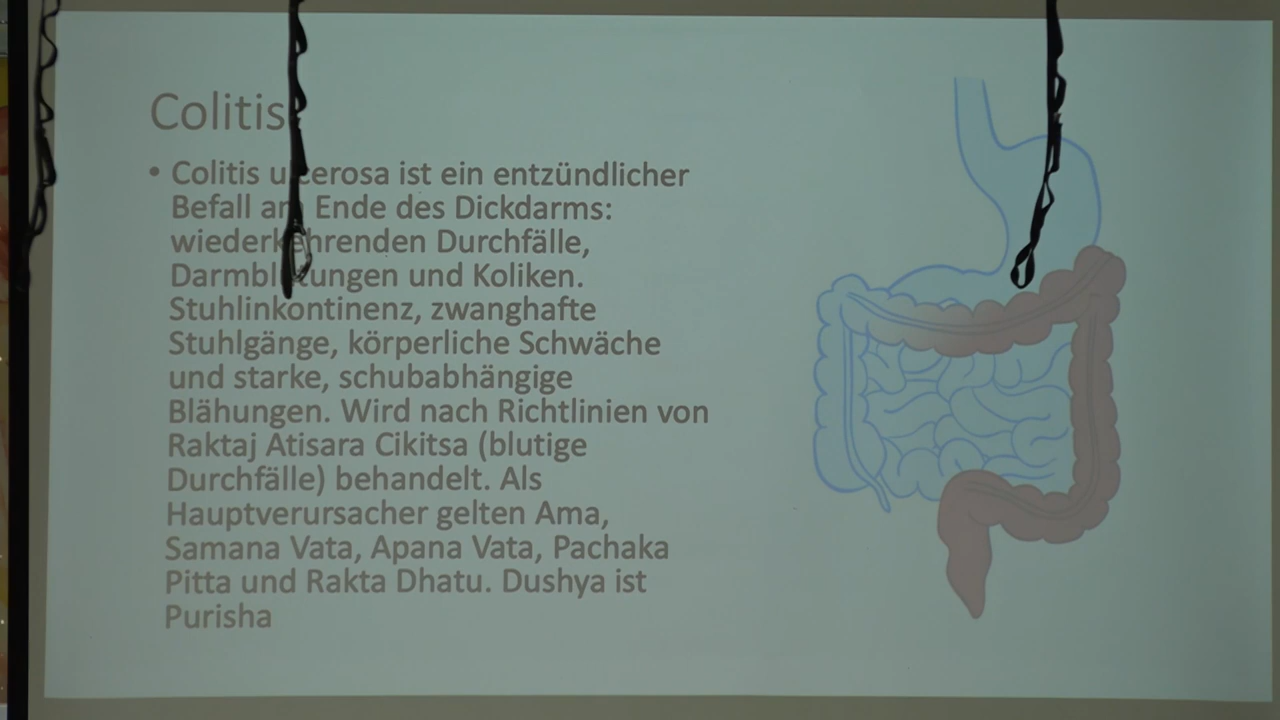 Colitis
• Colitis ulcerosa ist ein entzündlicher
Befall am Ende des Dickdarms:
wiederkehrenden Durchfälle,
Darmblutungen und Koliken.
Stuhlinkontinenz, zwanghafte
Stuhlgänge, körperliche Schwäche
und starke, schubabhängige
Blähungen. Wird nach Richtlinien von
Raktaj Atisara Cikitsa (blutige
Durchfälle) behandelt. Als
Hauptverursacher gelten Ama,
Samana Vata, Apana Vata, Pachaka
Pitta und Rakta Dhatu. Dushya ist
Purisha